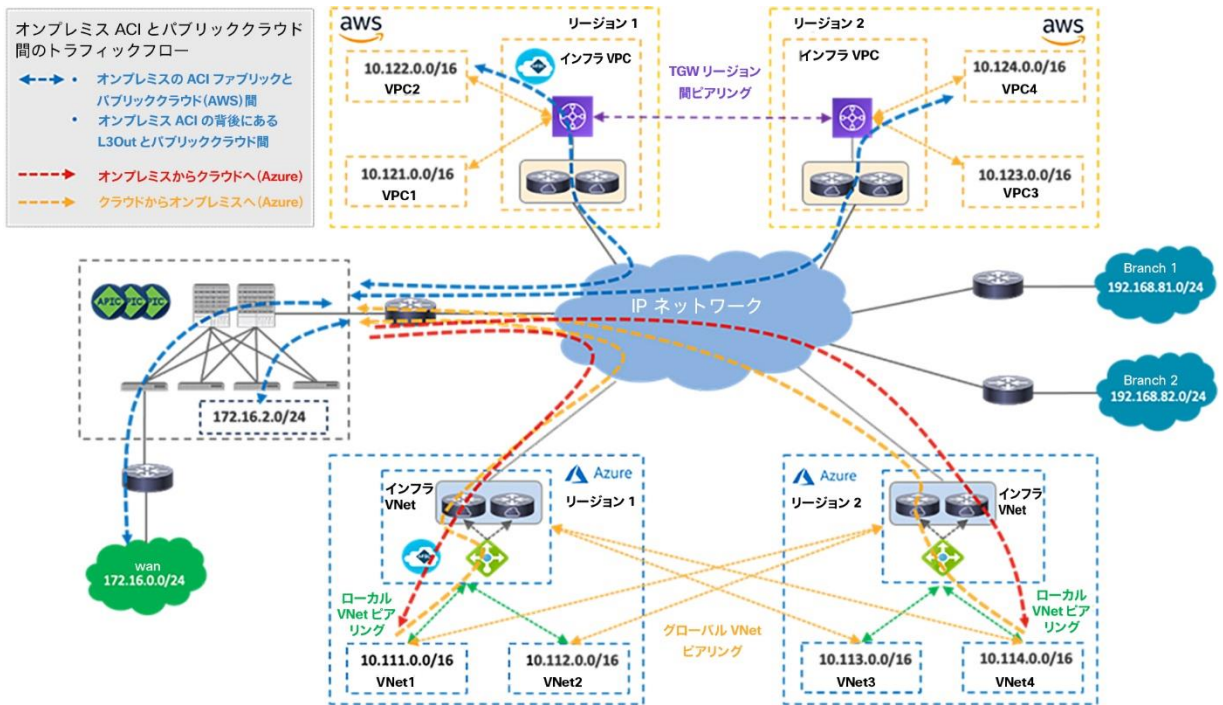 オンプレミス ACI とパブリッククラウド
間のトラフィックフロー
• オンプレミスの ACI ファブリックと
パブリッククラウド(AWS)間
• オンプレミス ACI の背後にある
L3Out とパブリッククラウド間
オンプレミスからクラウドへ(Azure)
クラウドからオンプレミスへ(Azure)
aws
リージョン 1
インフラ VPC
10.122.0.0/16
VPC2
10.121.0.0/16
VPC1
TGW リージョン
間ピアリング
リージョン 2
aws
インフラ VPC
10.124.0.0/16
VPC4
10.123.0.0/16
VPC3
APIC
PIC
PIC
172.16.2.0/24
wan
172.16.0.0/24
IP ネットワーク
Branch 1
192.168.81.0/24
Branch 2
192.168.82.0/24
インフラ
VNet
Azure
リージョン 1
ローカル
VNet ピア
リング
10.111.0.0/16
VNet1
10.112.0.0/16
VNet2
グローバル VNet
ピアリング
Azure
リージョン 2
インフラ
VNet
ローカル
VNet ピア
リング
10.113.0.0/16
VNet3
10.114.0.0/16
VNet4